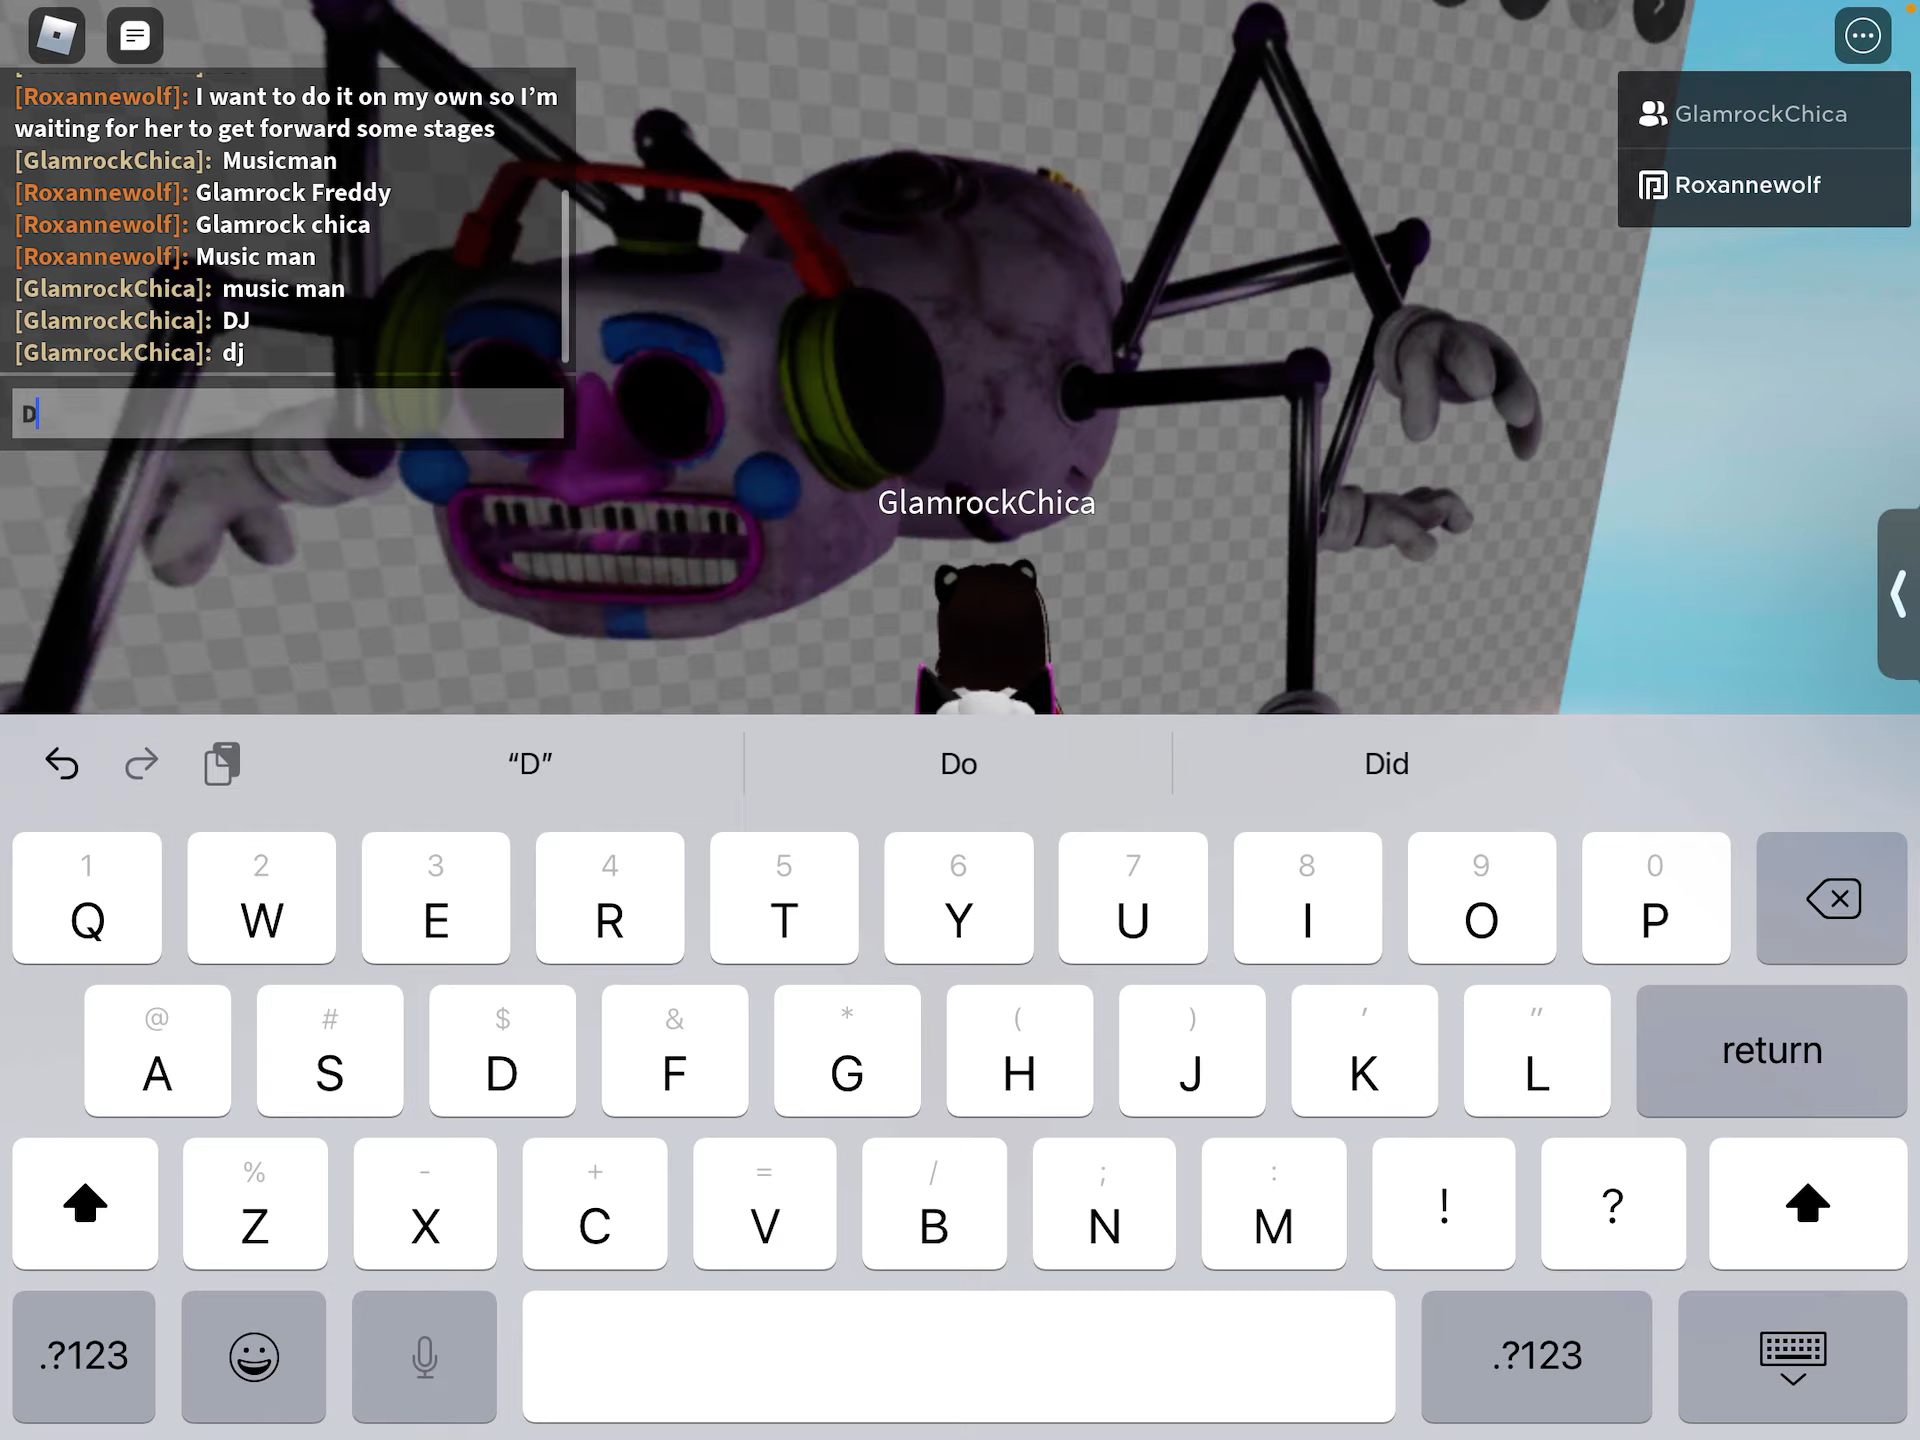 [Roxannewolf]: I want to do it on my own so I'm
waiting for her to get forward some stages
[GlamrockChica]: Musicman
[Roxannewolf]: Glamrock Freddy
[Roxannewolf]: Glamrock chica
[Roxannewolf]: Music man
[GlamrockChica]: music man
[GlamrockChica]: DJ
[GlamrockChica]: dj
D
GlamrockChica
Roxannewolf
GlamrockChica
“D” Do Did
1 2 3 4 5 6 7 8 9 0
Q W E R T Y U I O P
@ # $ & * ( ) ' "
A S D F G H J K L return
% - + = / ; :
Z X C V B N M ! ?
.?123 .?123